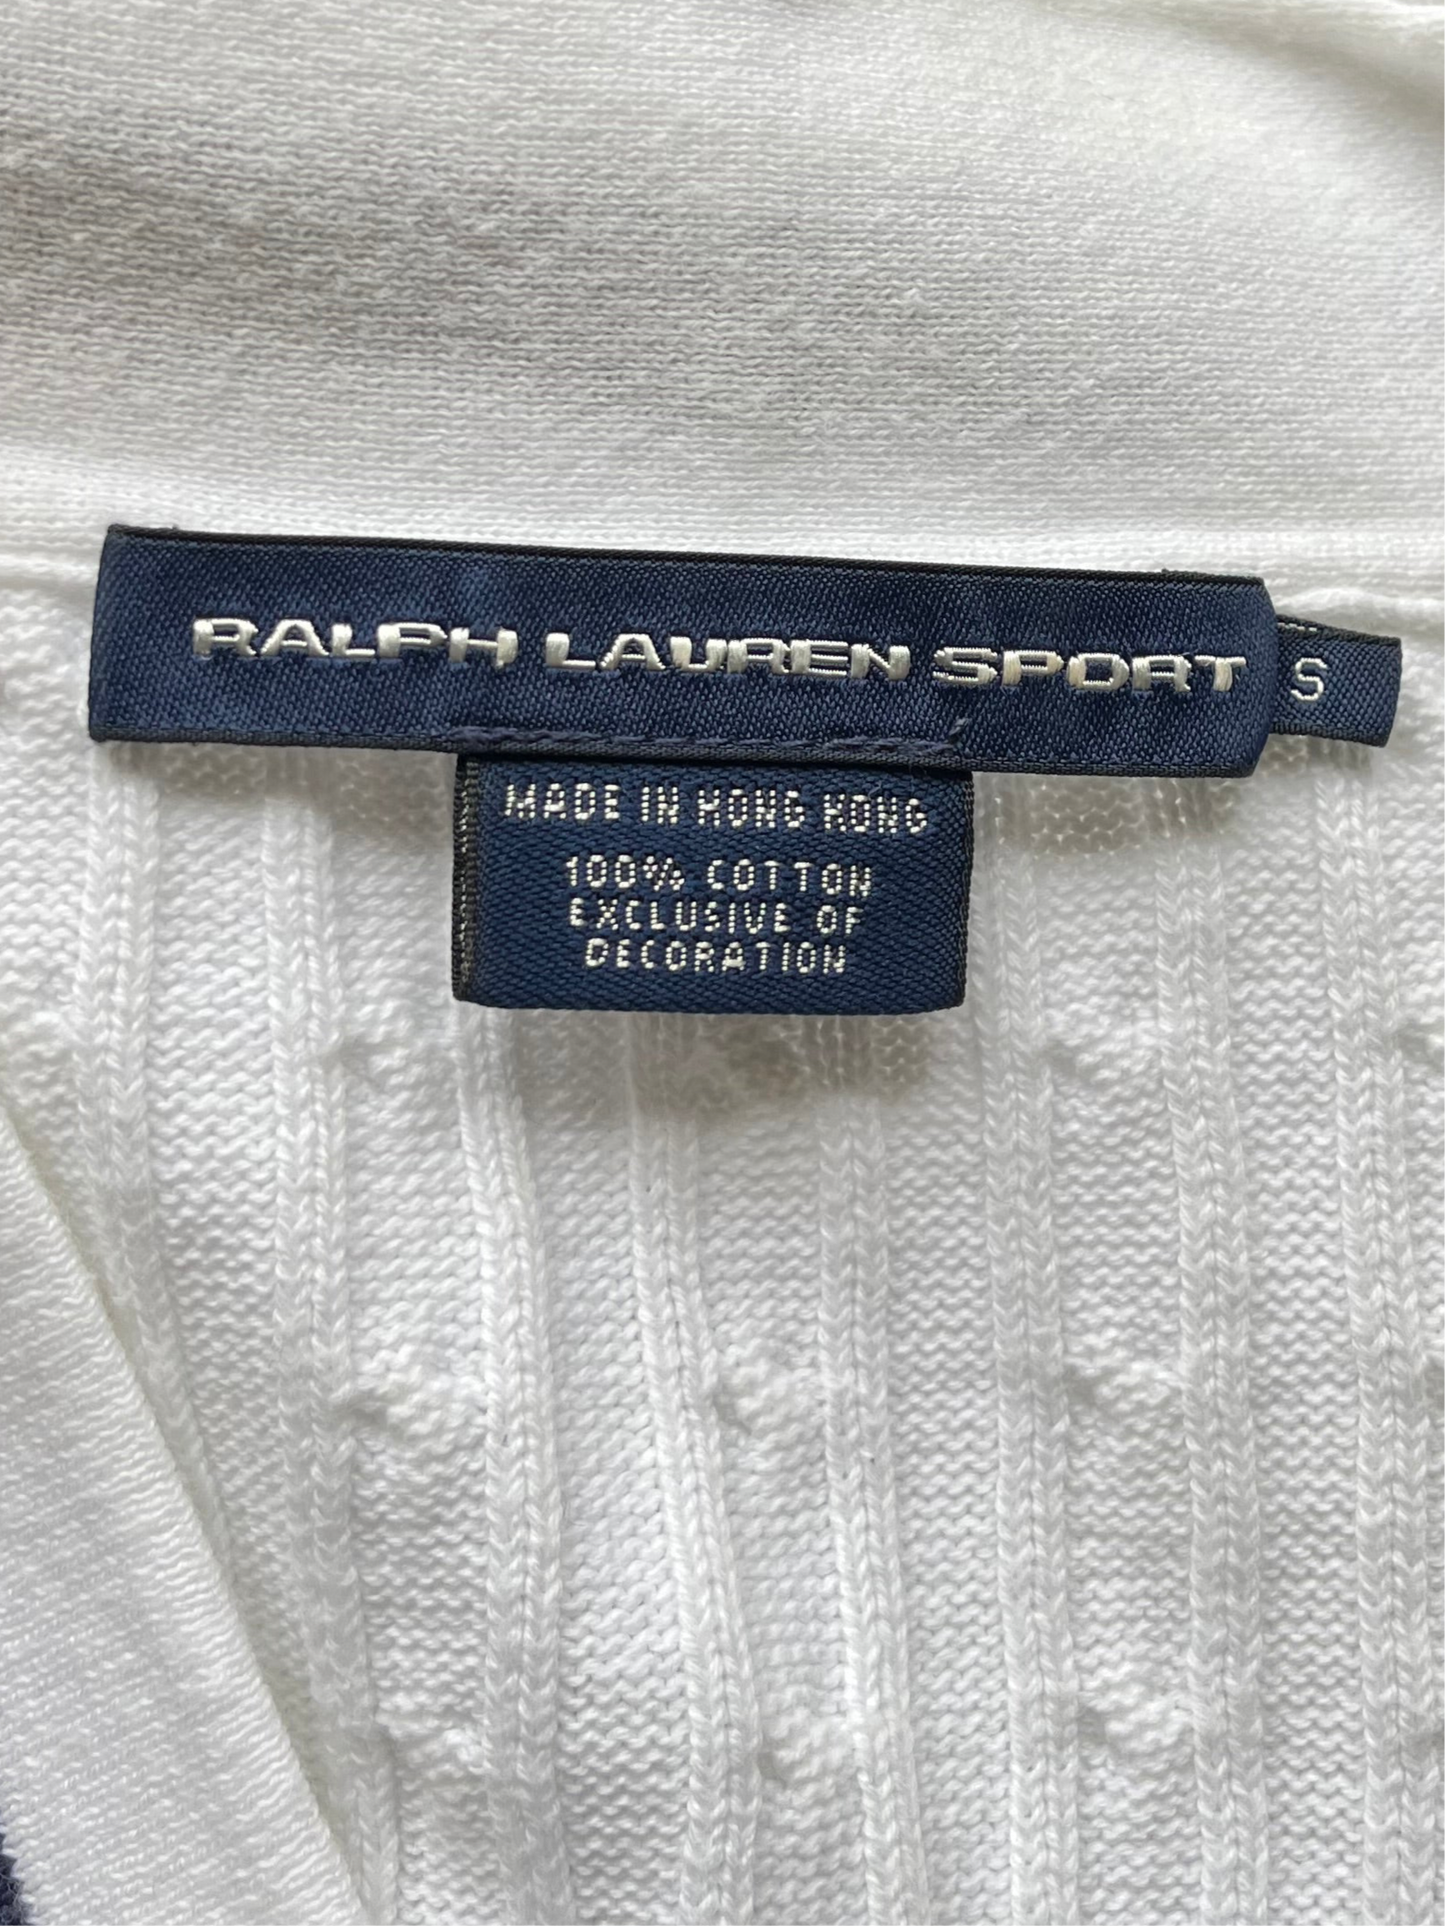 RALPH LAUREN SPORT
S
MADE IN HONG KONG
100% COTTON
EXCLUSIVE OF
DECORATION